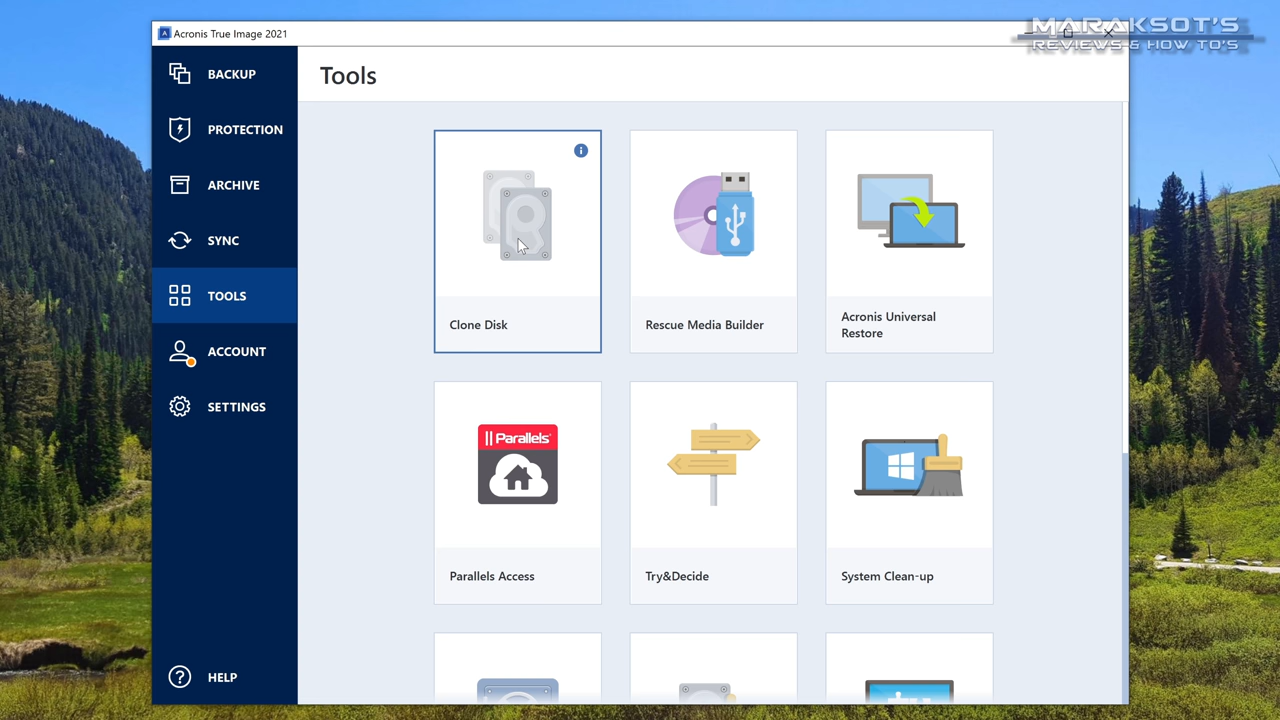 Acronis True Image 2021
MARAKSOT'S
REVIEWS & HOW TO'S
BACKUP
PROTECTION
ARCHIVE
SYNC
TOOLS
ACCOUNT
SETTINGS
HELP
Tools
Clone Disk
Rescue Media Builder
Acronis Universal
Restore
Parallels
Parallels Access
Try&Decide
System Clean-up